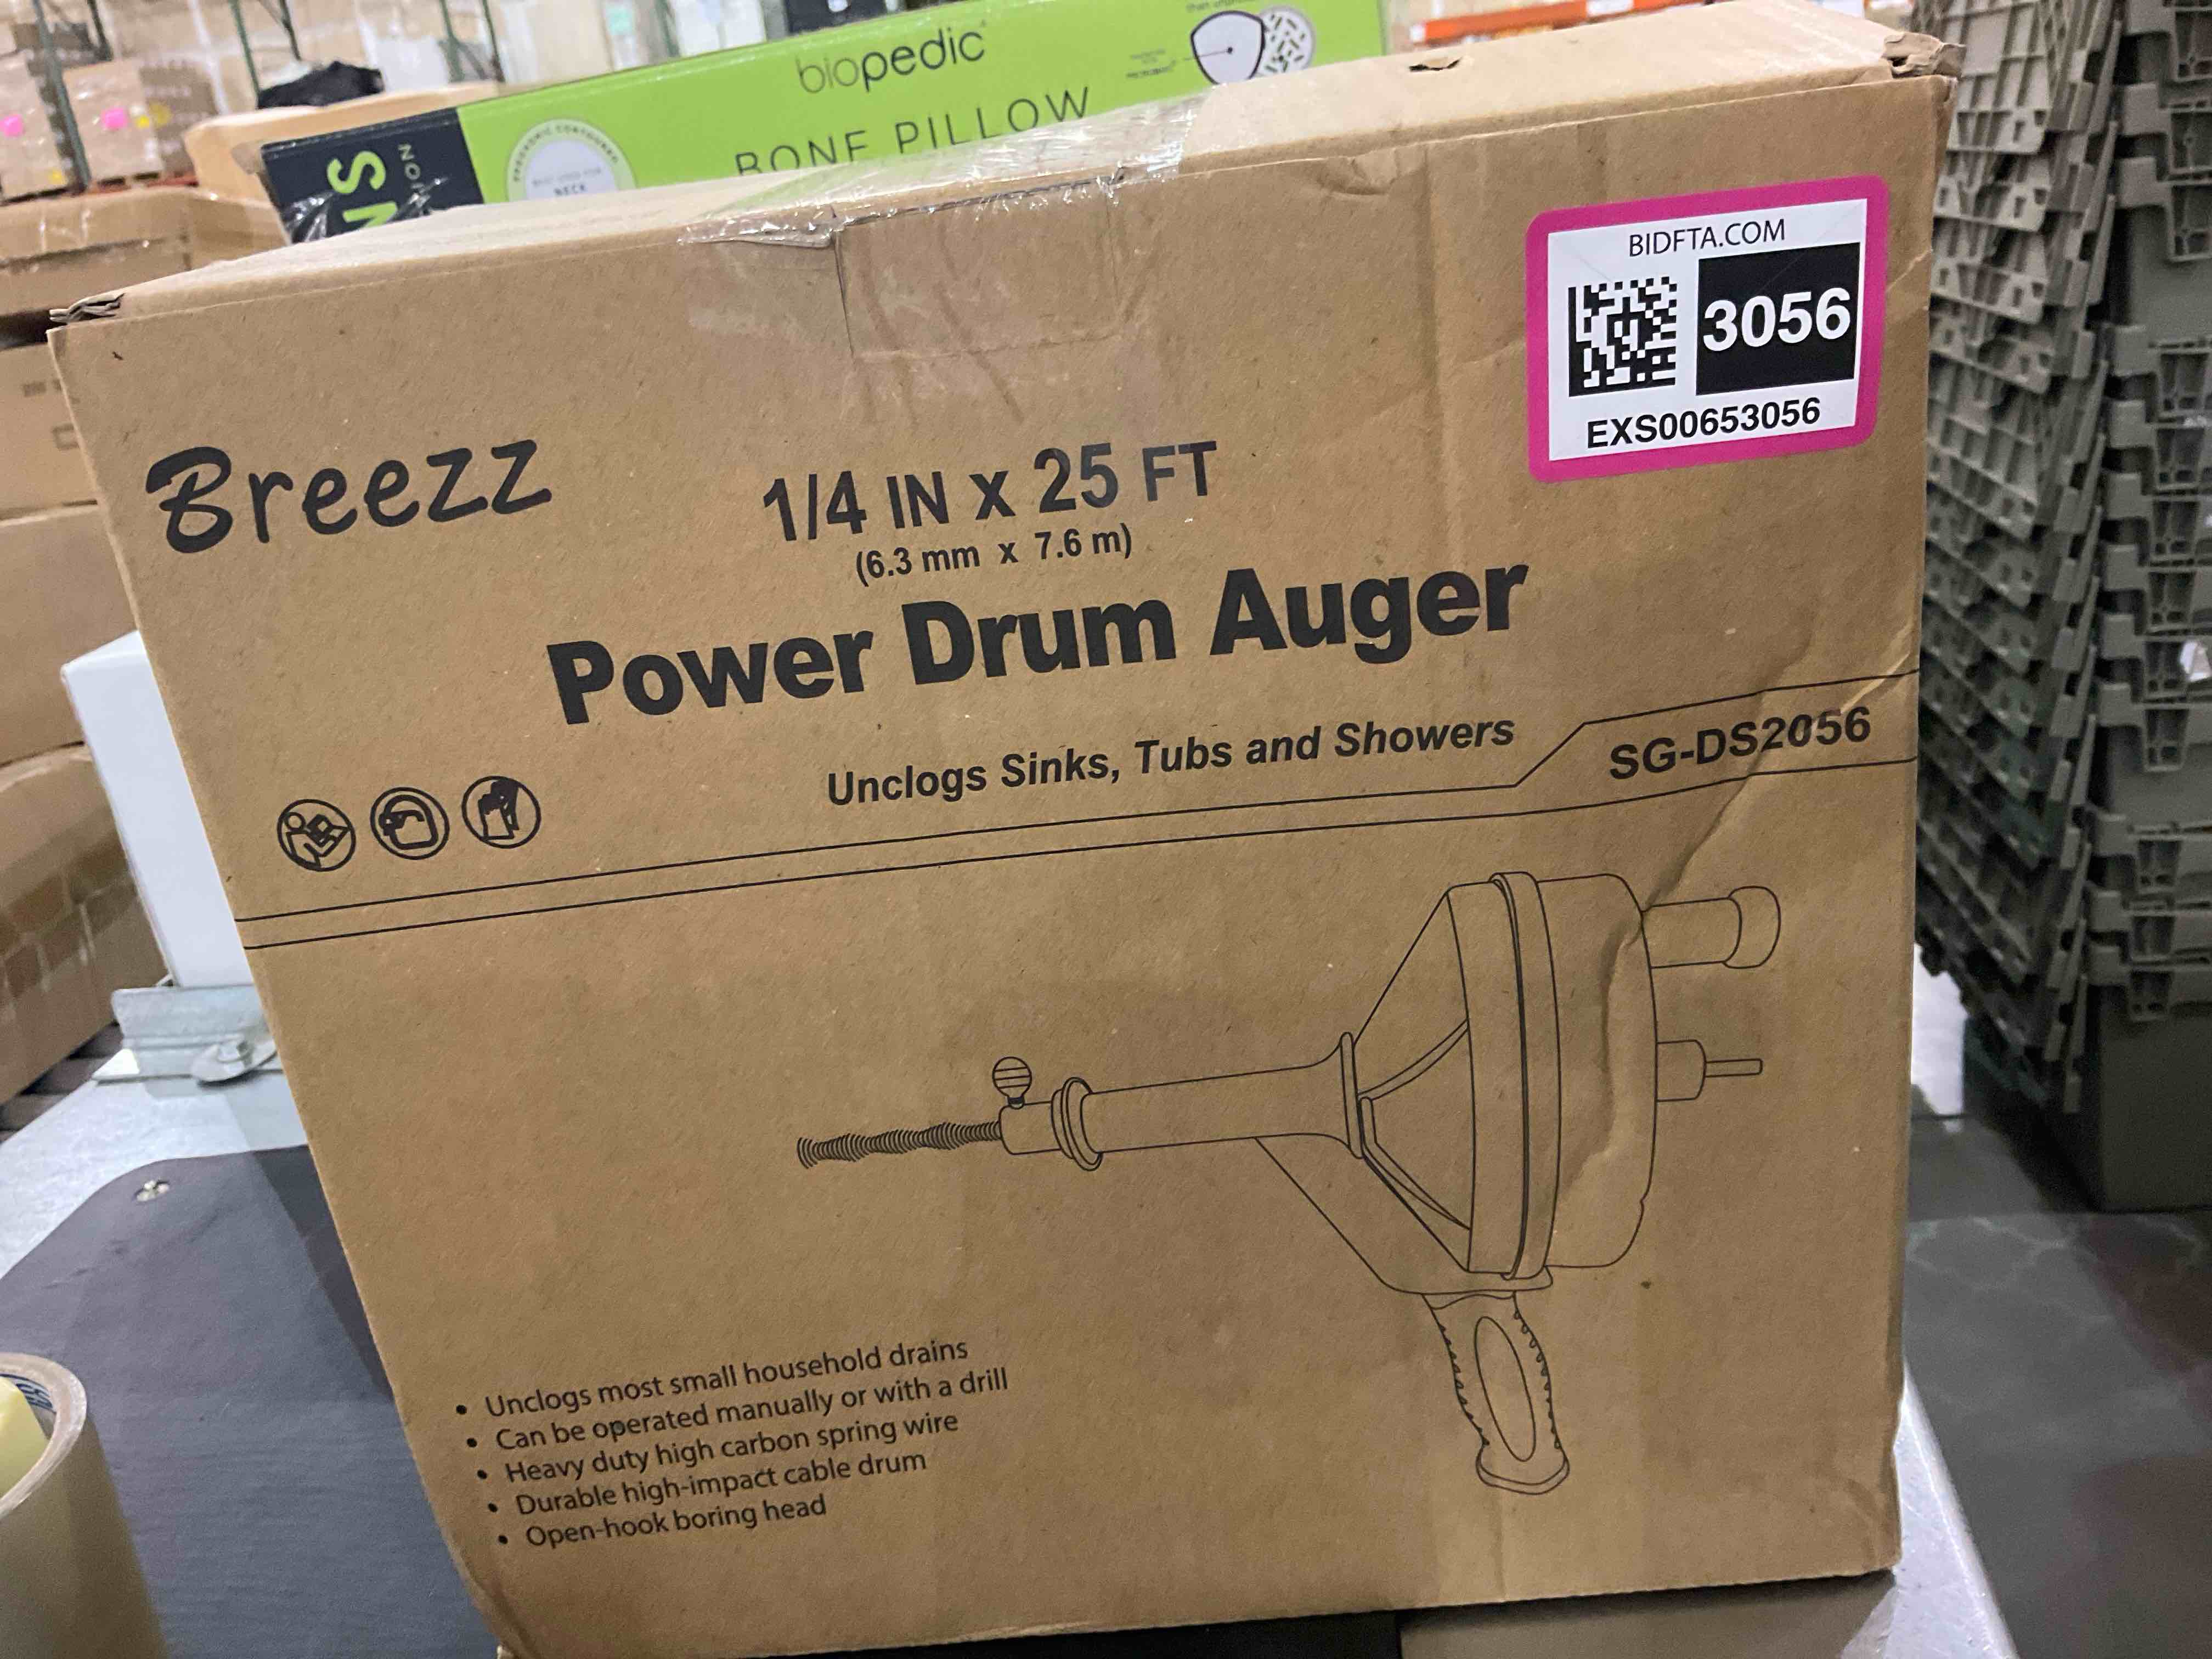 biopedic
BONE PILLOW
NECK
BIDFTA.COM
3056
EXS00653056
Breezz
1/4 IN X 25 FT
(6.3 mm x 7.6 m)
Power Drum Auger
Unclogs Sinks, Tubs and Showers
SG-DS2056
• Unclogs most small household drains
• Can be operated manually or with a drill
• Heavy duty high carbon spring wire
• Durable high-impact cable drum
• Open-hook boring head